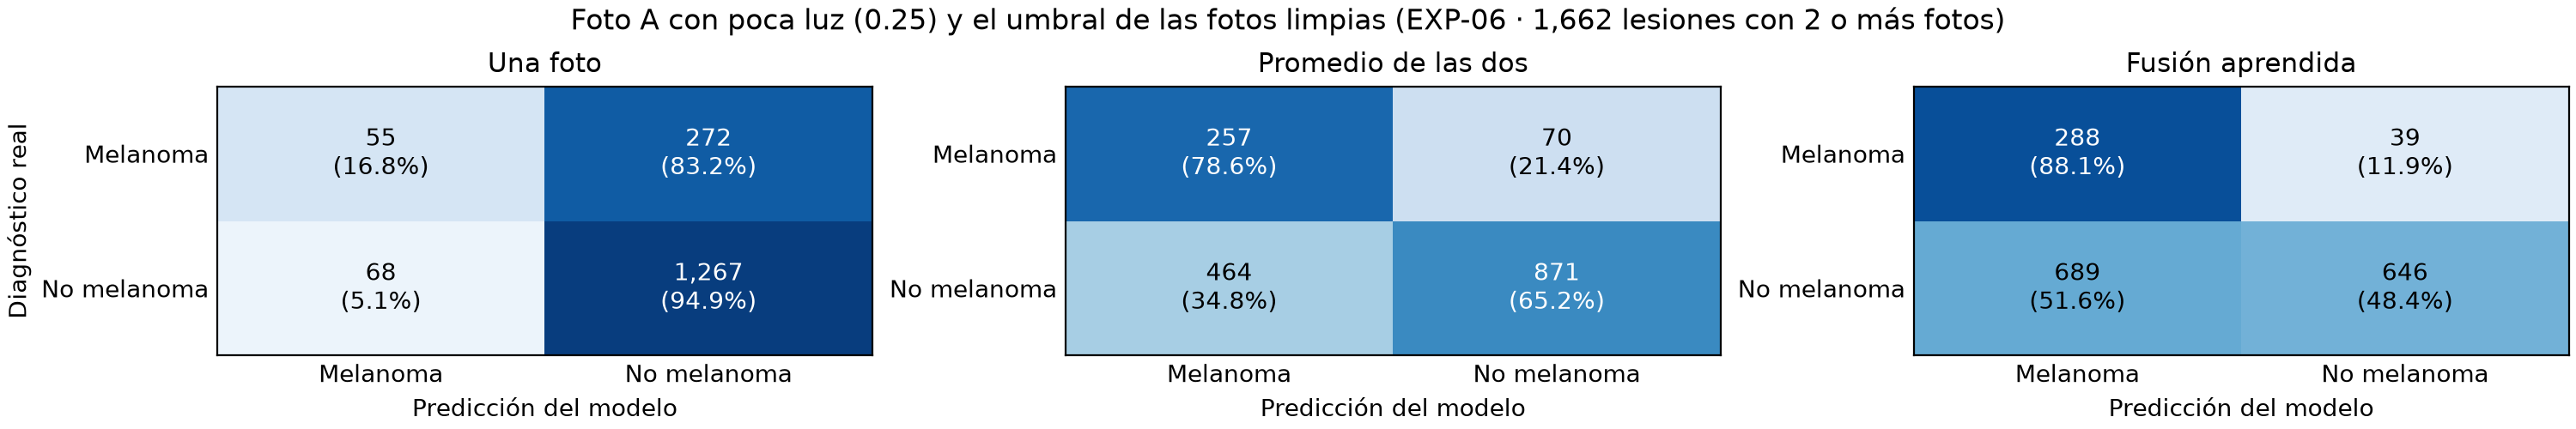 Foto A con poca luz (0.25) y el umbral de las fotos limpias (EXP-06 · 1,662 lesiones con 2 o más fotos)
Una foto
Diagnóstico real
Melanoma
No melanoma
55
(16.8%)
272
(83.2%)
68
(5.1%)
1,267
(94.9%)
Melanoma
No melanoma
Predicción del modelo
Promedio de las dos
Melanoma
No melanoma
257
(78.6%)
70
(21.4%)
464
(34.8%)
871
(65.2%)
Melanoma
No melanoma
Predicción del modelo
Fusión aprendida
Melanoma
No melanoma
288
(88.1%)
39
(11.9%)
689
(51.6%)
646
(48.4%)
Melanoma
No melanoma
Predicción del modelo